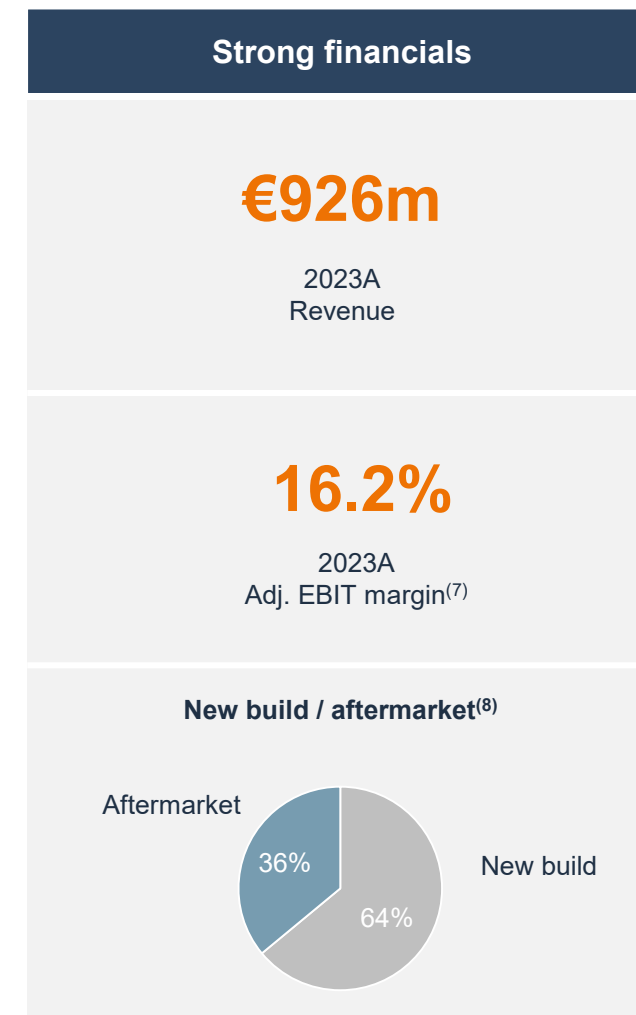 Strong financials
€926m
2023A
Revenue
16.2%
2023A
Adj. EBIT margin(7)
New build / aftermarket(8)
Aftermarket
36%
New build
64%